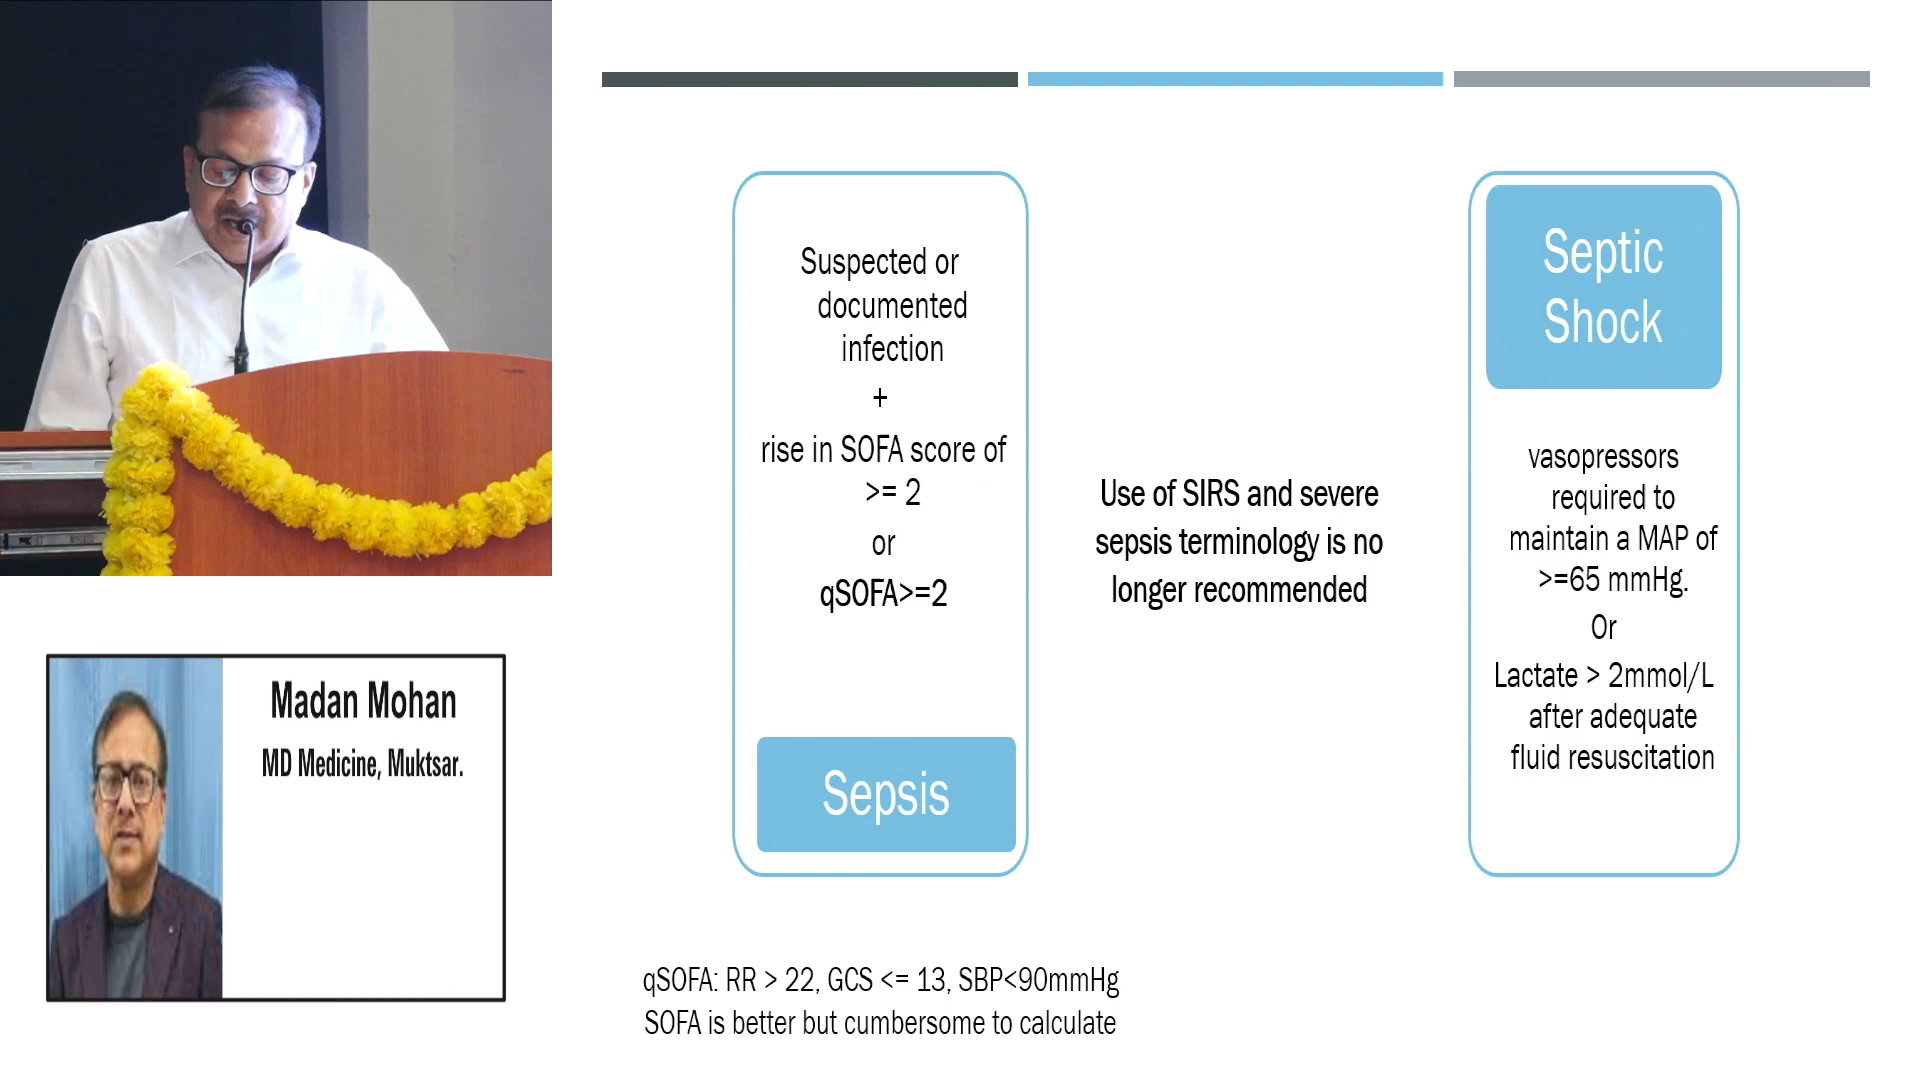 Suspected or
documented
infection
+
rise in SOFA score of
>= 2
or
qSOFA>=2
Sepsis
Use of SIRS and severe
sepsis terminology is no
longer recommended
Septic
Shock
vasopressors
required to
maintain a MAP of
>=65 mmHg.
Or
Lactate > 2mmol/L
after adequate
fluid resuscitation
qSOFA: RR > 22, GCS <= 13, SBP<90mmHg
SOFA is better but cumbersome to calculate
Madan Mohan
MD Medicine, Muktsar.